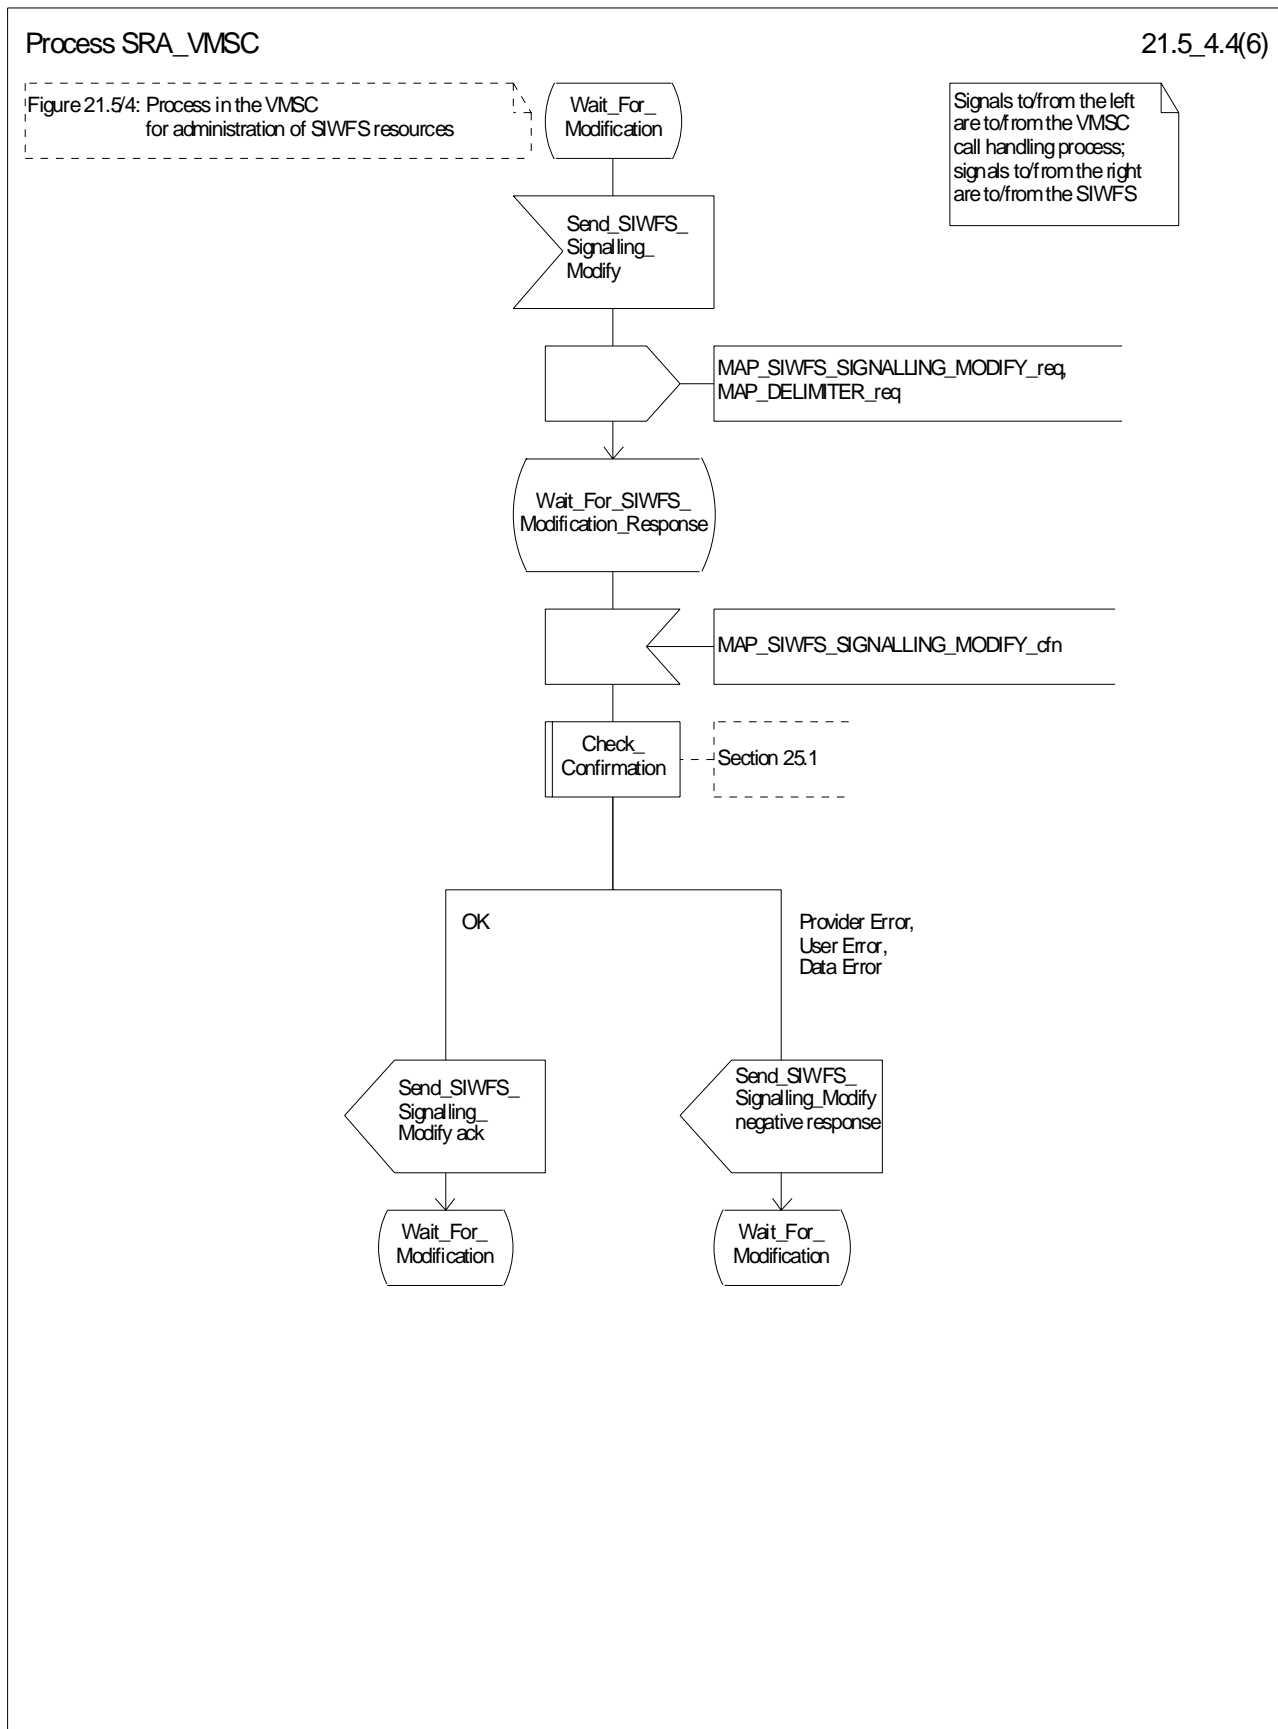 Process SRA_VMSC
21.5_4.4(6)
Figure 21.5/4: Process in the VMSC
for administration of SIWFS resources
Wait_For_
Modification
Signals to/from the left
are to/from the VMSC
call handling process;
signals to/from the right
are to/from the SIWFS
Send_SIWFS_
Signalling_
Modify
MAP_SIWFS_SIGNALLING_MODIFY_req,
MAP_DELIMITER_req
Wait_For_SIWFS_
Modification_Response
MAP_SIWFS_SIGNALLING_MODIFY_cfn
Check_
Confirmation
Section 25.1
OK
Provider Error,
User Error,
Data Error
Send_SIWFS_
Signalling_
Modify ack
Send_SIWFS_
Signalling_Modify
negative response
Wait_For_
Modification
Wait_For_
Modification